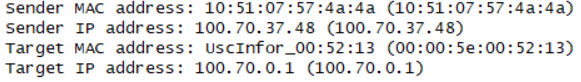 Sender MAC address: 10:51:07:57:4a:4a (10:51:07:57:4a:4a)
Sender IP address: 100.70.37.48 (100.70.37.48)
Target MAC address: UscInfor_00:52:13 (00:00:5e:00:52:13)
Target IP address: 100.70.0.1 (100.70.0.1)